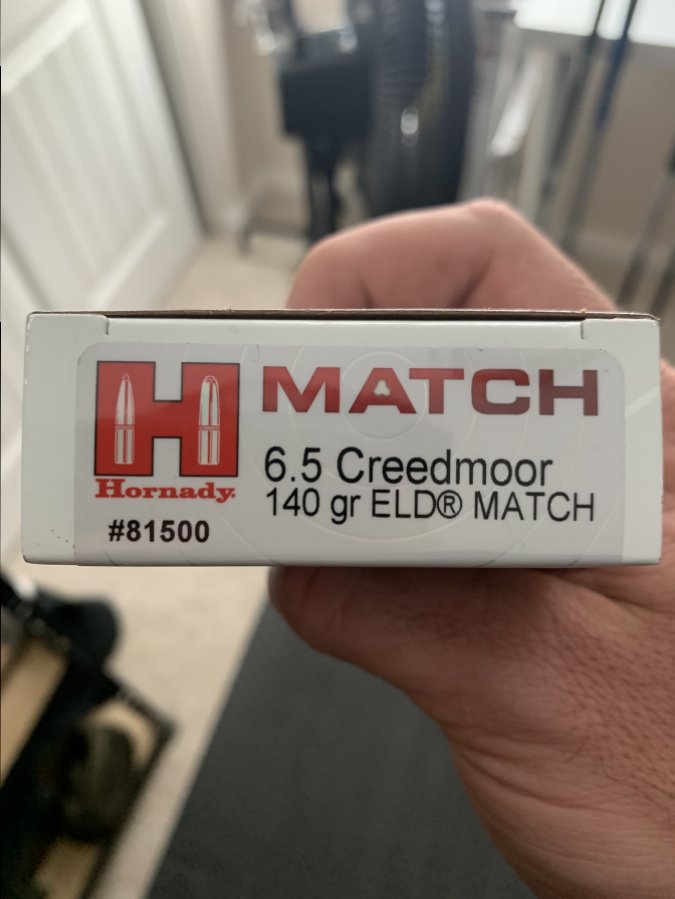 H MATCH
Hornady.
#81500
6.5 Creedmoor
140 gr ELD® MATCH